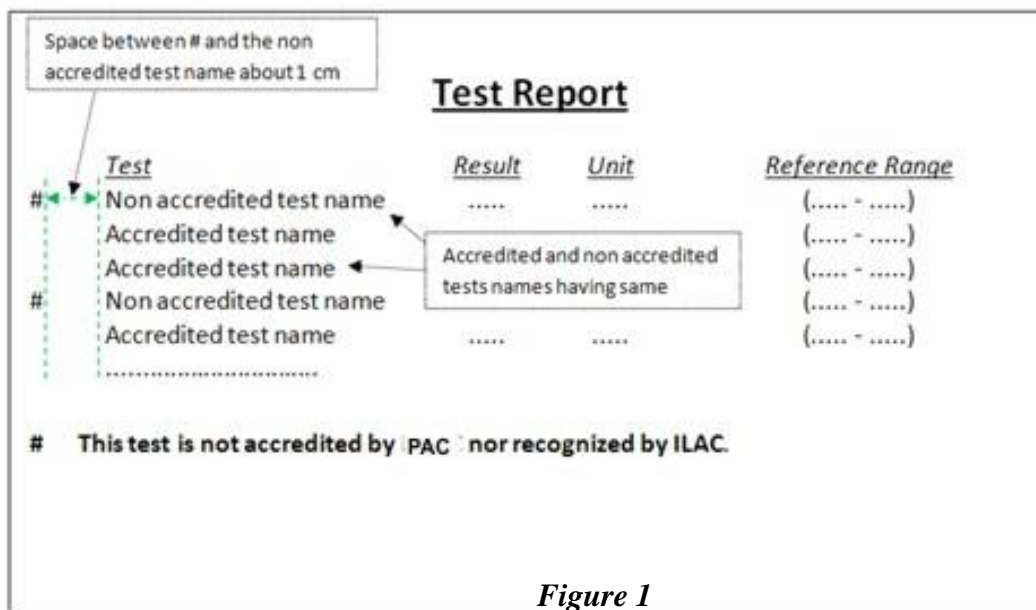 Space between # and the non
accredited test name about 1 cm
Test Report
Test Result Unit Reference Range
# Non accredited test name ..... ..... (..... - .....)
Accredited test name (..... - .....)
Accredited test name (..... - .....)
Accredited and non accredited
tests names having same
# Non accredited test name (..... - .....)
Accredited test name ..... ..... (..... - .....)
..................................
# This test is not accredited by PAC nor recognized by ILAC.
Figure 1